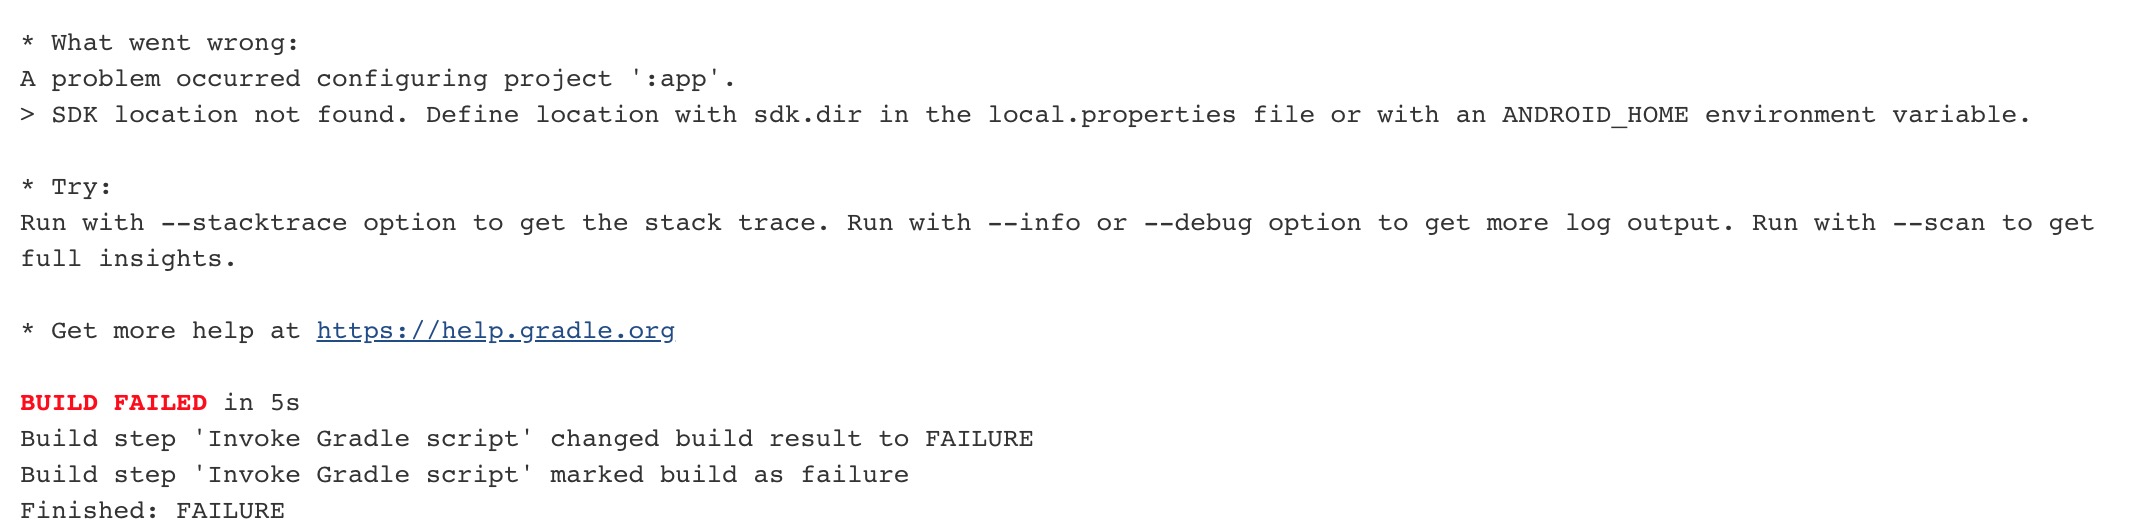 * What went wrong:
A problem occurred configuring project ':app'.
> SDK location not found. Define location with sdk.dir in the local.properties file or with an ANDROID_HOME environment variable.
* Try:
Run with --stacktrace option to get the stack trace. Run with --info or --debug option to get more log output. Run with --scan to get
full insights.
* Get more help at https://help.gradle.org
BUILD FAILED in 5s
Build step 'Invoke Gradle script' changed build result to FAILURE
Build step 'Invoke Gradle script' marked build as failure
Finished: FAILURE